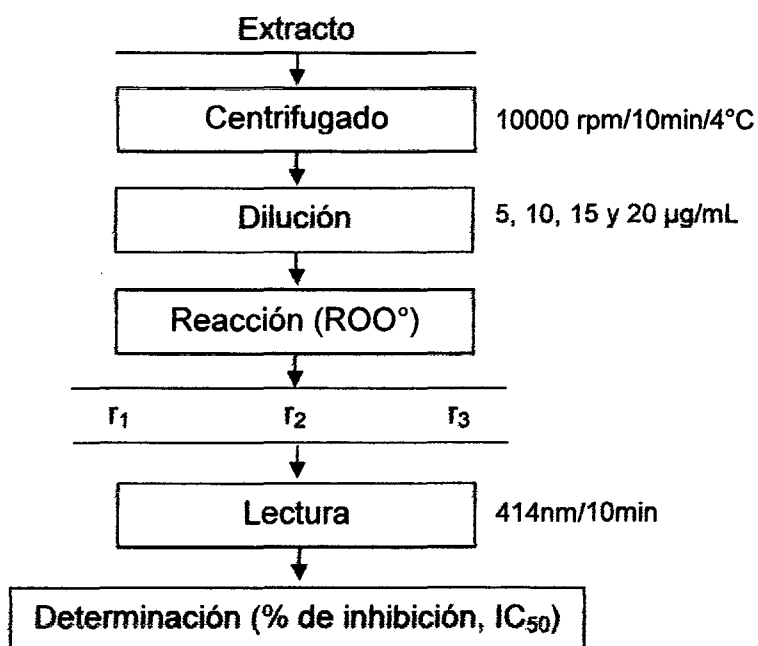 Extracto
Centrifugado 10000 rpm/10min/4°C
Dilución 5, 10, 15 y 20 µg/mL
Reacción (ROO°)
r₁ r₂ r₃
Lectura 414nm/10min
Determinación (% de inhibición, IC₅₀)